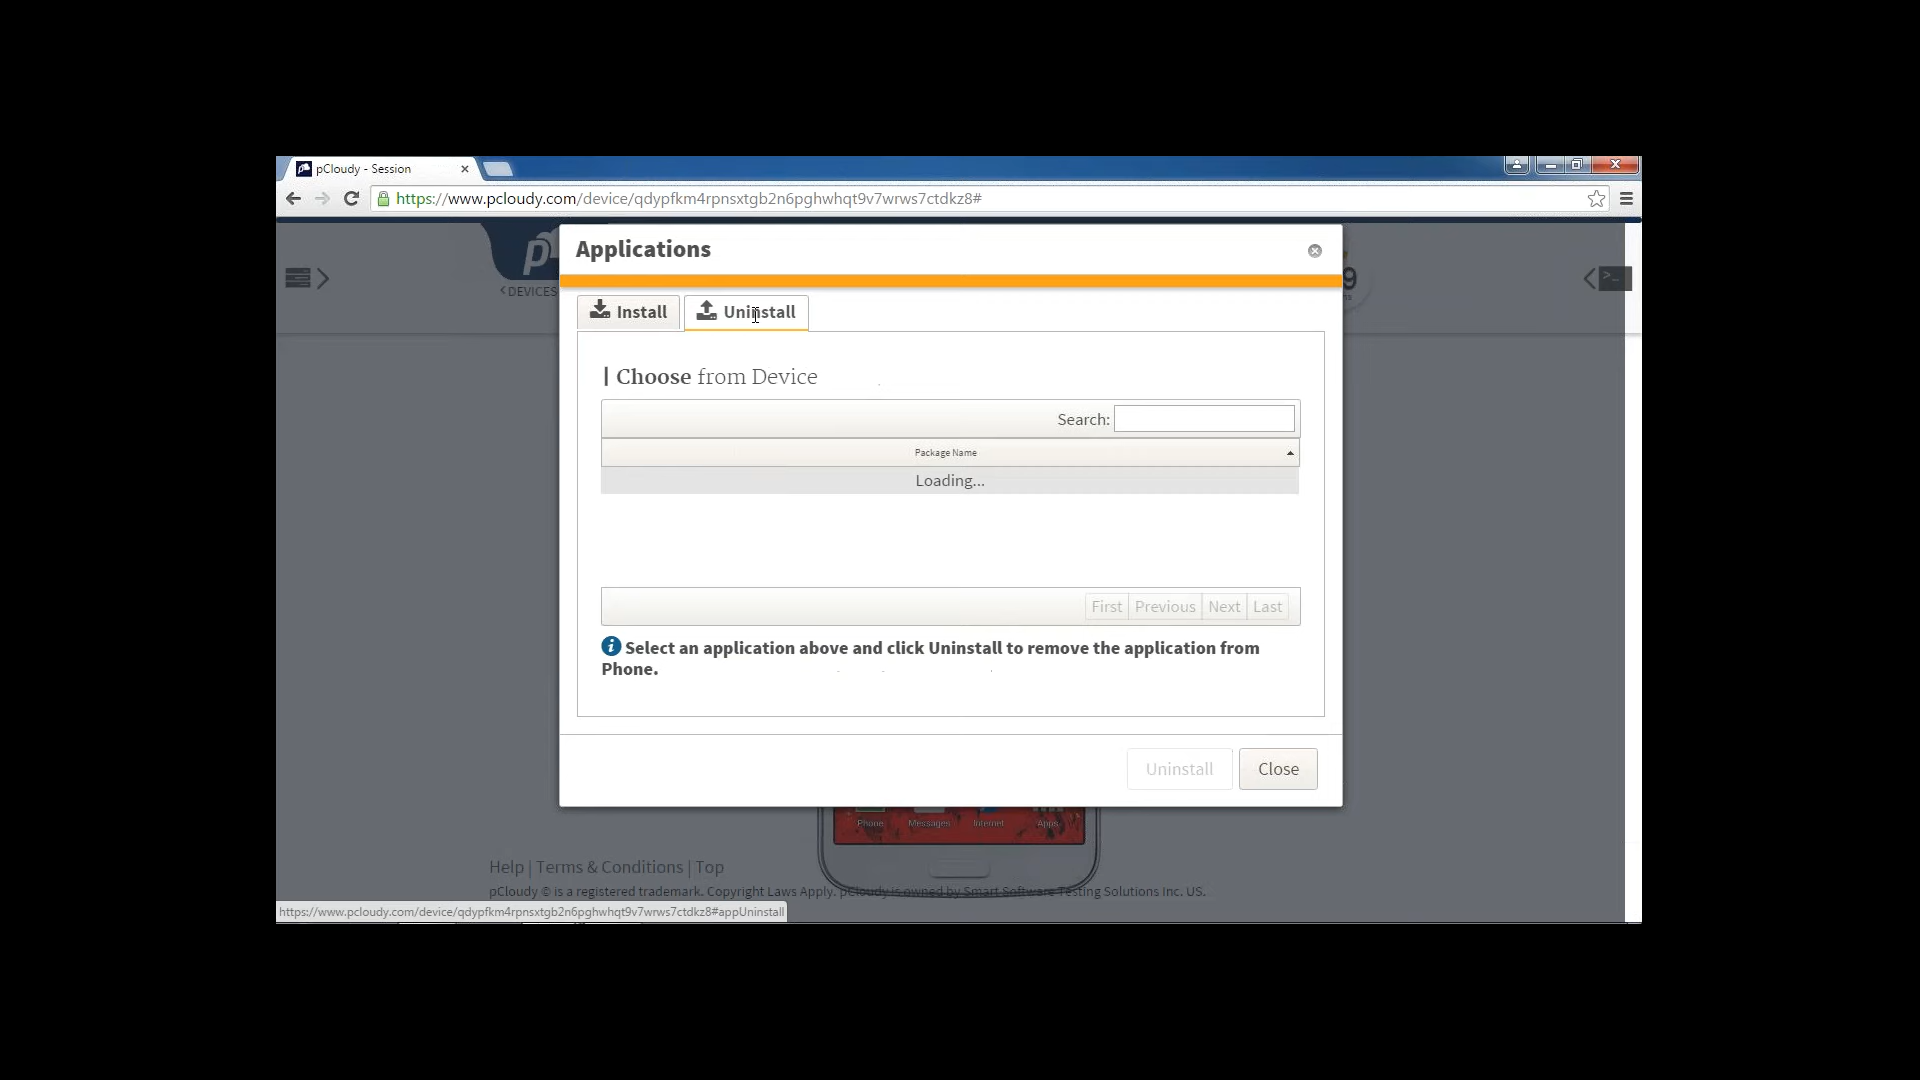 pCloudy - Session
https://www.pcloudy.com/device/qdypfkm4rpnsxtgb2n6pghwhqt9v7wrws7ctdkz8#
Applications
p
<DEVICES
9
>_
Install
Uninstall
Choose from Device
Search:
Package Name
Loading...
First Previous Next Last
Select an application above and click Uninstall to remove the application from
Phone.
Uninstall
Close
Phone Messages Internet Apps
Help | Terms & Conditions | Top
pCloudy © is a registered trademark. Copyright Laws Apply. pCloudy is owned by Smart Software Testing Solutions Inc. US.
https://www.pcloudy.com/device/qdypfkm4rpnsxtgb2n6pghwhqt9v7wrws7ctdkz8#appUninstall